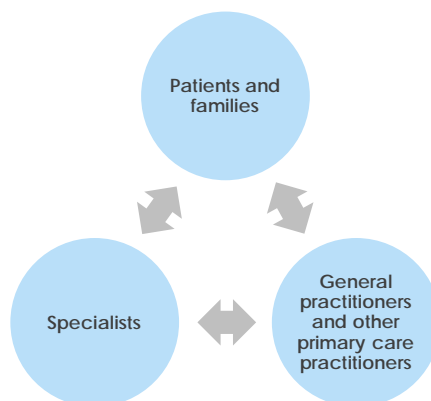 Patients and
families
Specialists
General
practitioners
and other
primary care
practitioners